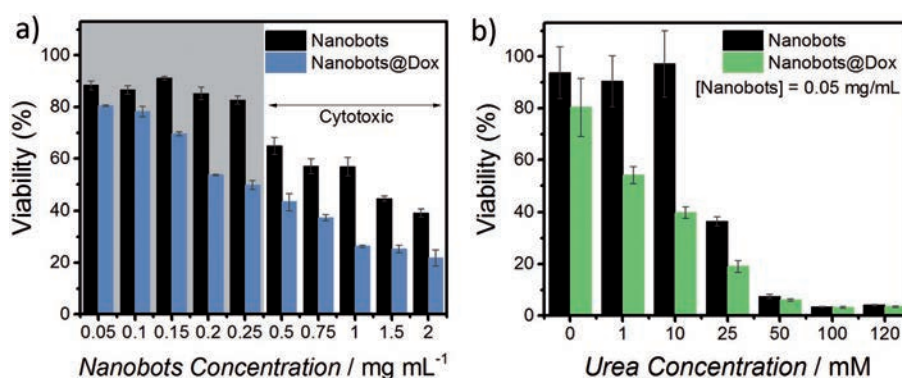 a)
100
80
60
40
20
0
Viability (%)
Nanobots
Nanobots@Dox
Cytotoxic
0.05 0.1 0.15 0.2 0.25 0.5 0.75 1 1.5 2
Nanobots Concentration / mg mL⁻¹
b)
100
80
60
40
20
0
Viability (%)
Nanobots
Nanobots@Dox
[Nanobots] = 0.05 mg/mL
0 1 10 25 50 100 120
Urea Concentration / mM